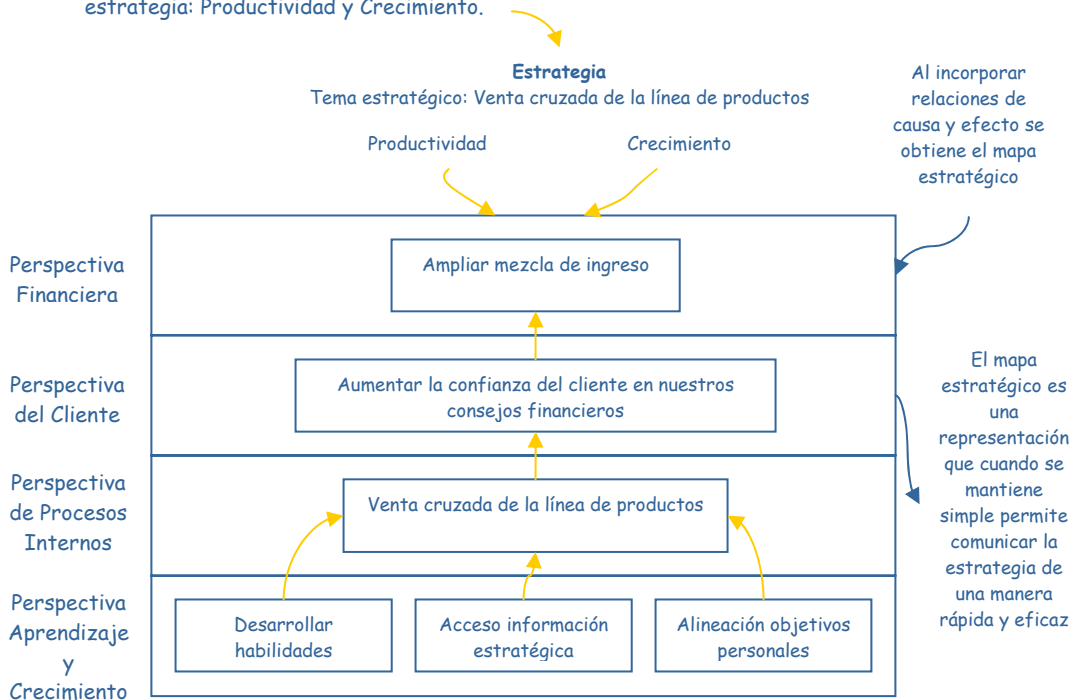 estrategia: Productividad y Crecimiento.
Estrategia
Tema estratégico: Venta cruzada de la línea de productos
Productividad
Crecimiento
Al incorporar
relaciones de
causa y efecto se
obtiene el mapa
estratégico
Perspectiva
Financiera
Ampliar mezcla de ingreso
Perspectiva
del Cliente
Aumentar la confianza del cliente en nuestros
consejos financieros
El mapa
estratégico es
una
representación
que cuando se
mantiene
simple permite
comunicar la
estrategia de
una manera
rápida y eficaz
Perspectiva
de Procesos
Internos
Venta cruzada de la línea de productos
Perspectiva
Aprendizaje
y
Crecimiento
Desarrollar
habilidades
Acceso información
estratégica
Alineación objetivos
personales